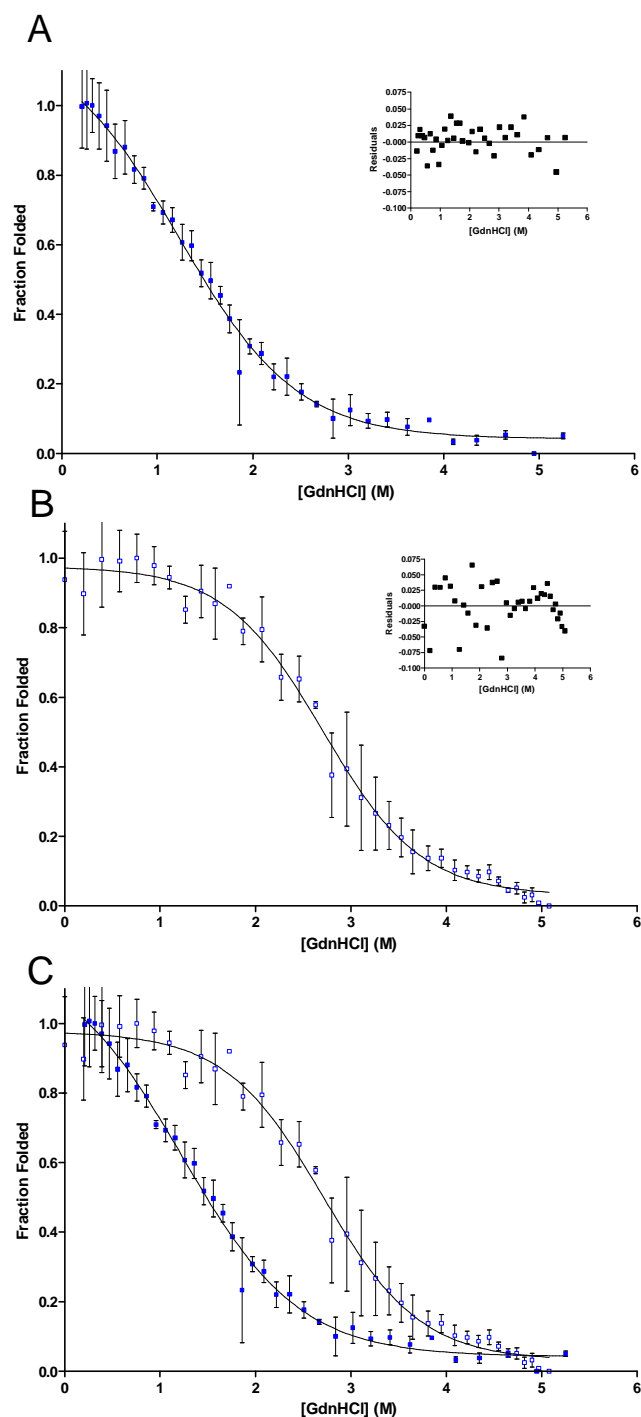 A
1.0
0.8
0.6
0.4
0.2
0.0
Fraction Folded
0 1 2 3 4 5 6
[GdnHCl] (M)
0.075
0.050
0.025
-0.000
-0.025
-0.050
-0.075
-0.100
Residuals
0 1 2 3 4 5 6
[GdnHCl] (M)
B
1.0
0.8
0.6
0.4
0.2
0.0
Fraction Folded
0 1 2 3 4 5 6
[GdnHCl] (M)
0.075
0.050
0.025
-0.000
-0.025
-0.050
-0.075
-0.100
Residuals
0 1 2 3 4 5 6
[GdnHCl] (M)
C
1.0
0.8
0.6
0.4
0.2
0.0
Fraction Folded
0 1 2 3 4 5 6
[GdnHCl] (M)